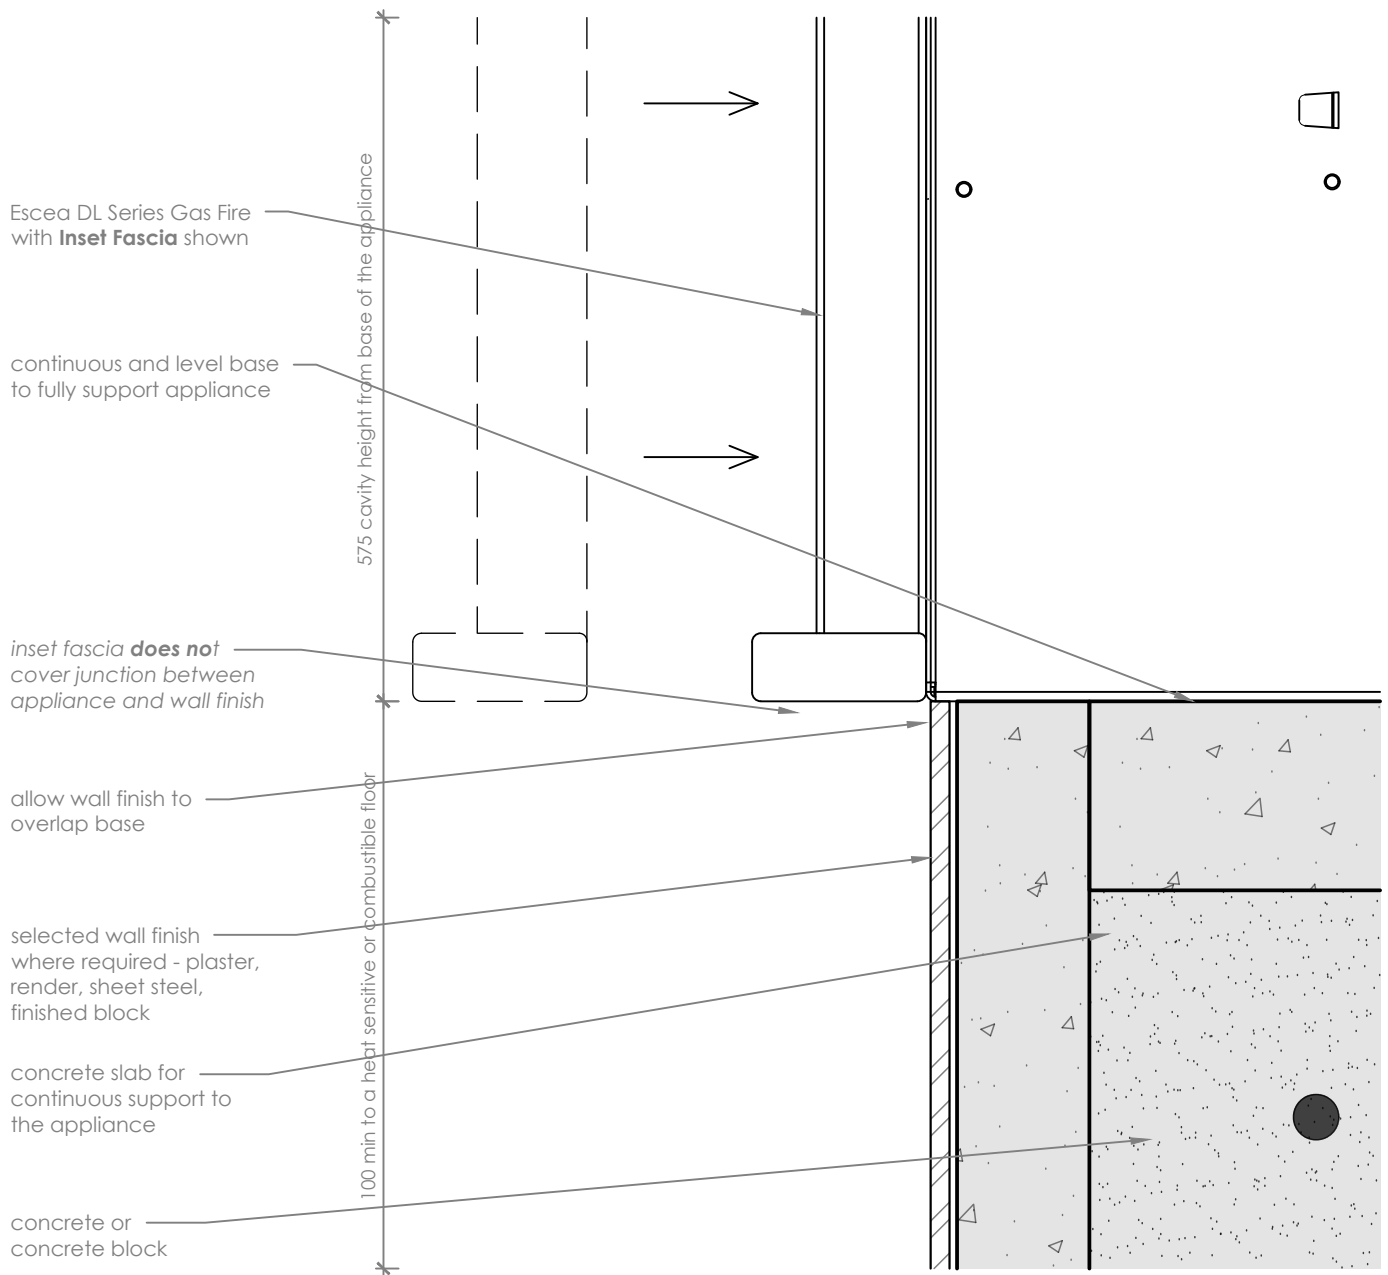 Escea DL Series Gas Fire
with Inset Fascia shown
continuous and level base
to fully support appliance
575 cavity height from base of the appliance
inset fascia does not
cover junction between
appliance and wall finish
allow wall finish to
overlap base
100 min to a heat sensitive or combustible floor
selected wall finish
where required - plaster,
render, sheet steel,
finished block
concrete slab for
continuous support to
the appliance
concrete or
concrete block